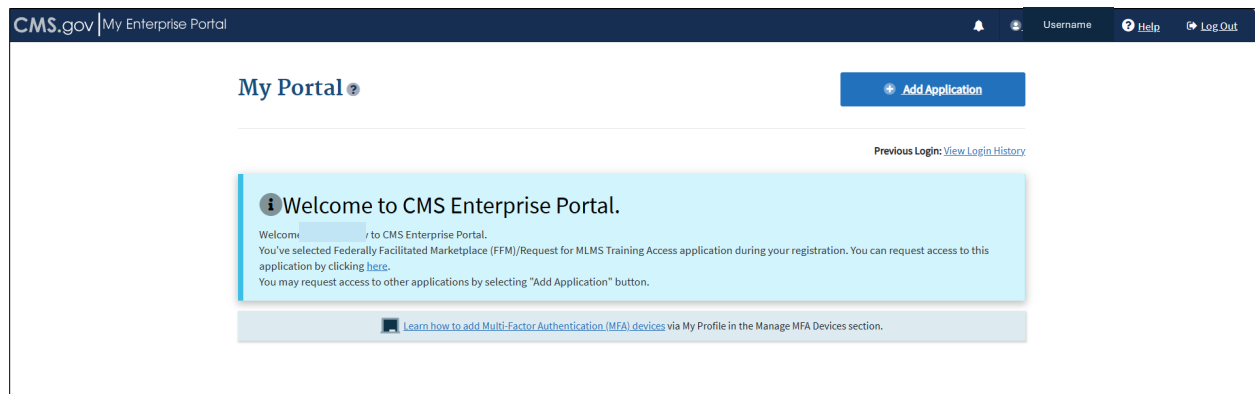 CMS.gov My Enterprise Portal Username Help Log Out
My Portal
Add Application
Previous Login: View Login History
Welcome to CMS Enterprise Portal.
Welcome to CMS Enterprise Portal.
You've selected Federally Facilitated Marketplace (FFM)/Request for MLMS Training Access application during your registration. You can request access to this
application by clicking here.
You may request access to other applications by selecting "Add Application" button.
Learn how to add Multi-Factor Authentication (MFA) devices via My Profile in the Manage MFA Devices section.